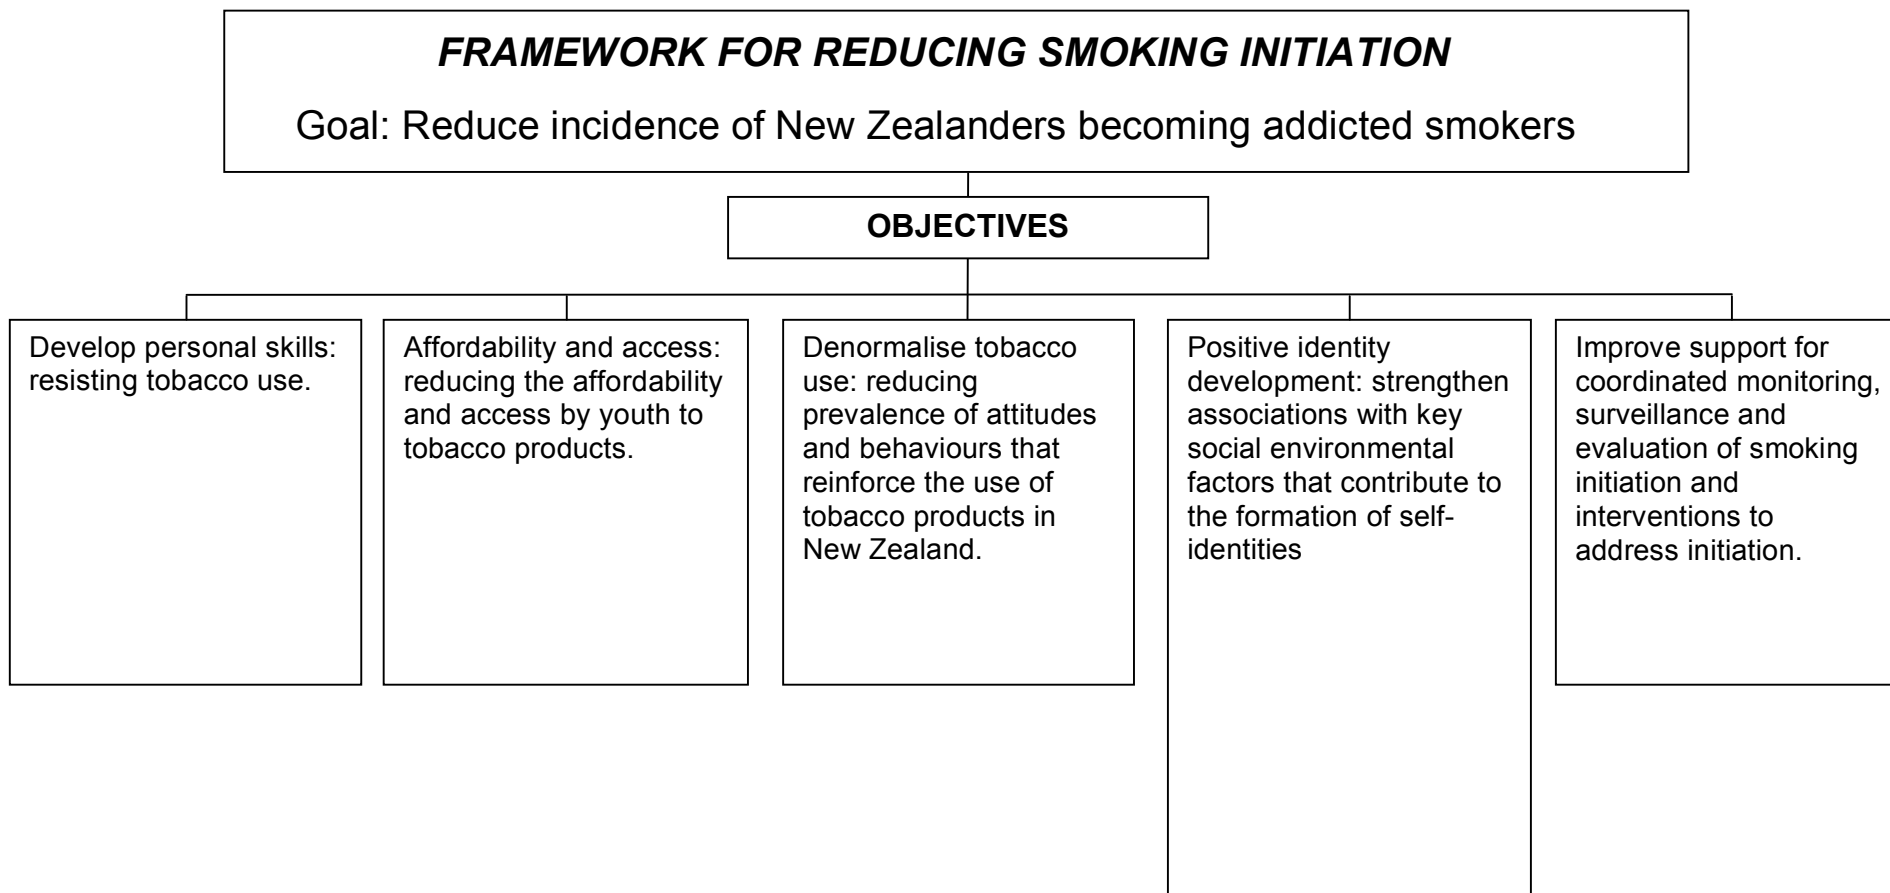 FRAMEWORK FOR REDUCING SMOKING INITIATION
Goal: Reduce incidence of New Zealanders becoming addicted smokers
OBJECTIVES
Develop personal skills:
resisting tobacco use.
Affordability and access:
reducing the affordability
and access by youth to
tobacco products.
Denormalise tobacco
use: reducing
prevalence of attitudes
and behaviours that
reinforce the use of
tobacco products in
New Zealand.
Positive identity
development: strengthen
associations with key
social environmental
factors that contribute to
the formation of self-
identities
Improve support for
coordinated monitoring,
surveillance and
evaluation of smoking
initiation and
interventions to
address initiation.